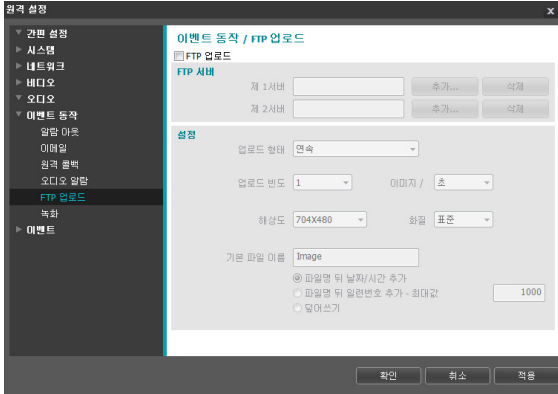 원격 설정
x
간편 설정
시스템
네트워크
비디오
오디오
이벤트 동작
알람 아웃
이메일
원격 콜백
오디오 알람
FTP 업로드
녹화
이벤트
이벤트 동작 / FTP 업로드
FTP 업로드
FTP 서버
제 1서버 추가... 삭제
제 2서버 추가... 삭제
설정
업로드 형태 연속
업로드 빈도 1 이미지 / 초
해상도 704X480 화질 표준
기본 파일 이름 Image
파일명 뒤 날짜/시간 추가
파일명 뒤 일련번호 추가 - 최대값 1000
덮어쓰기
확인 취소 적용